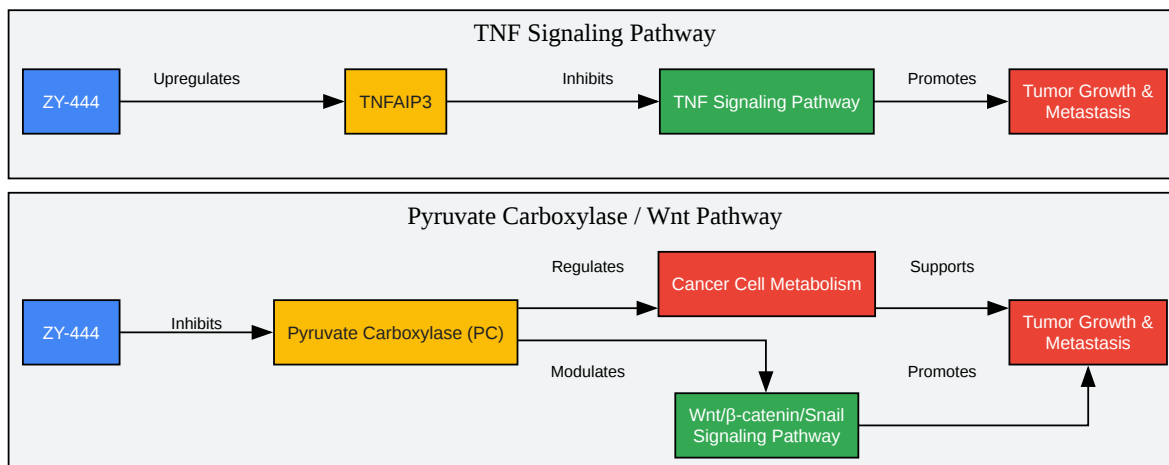 TNF Signaling Pathway
ZY-444
Upregulates
TNFAIP3
Inhibits
TNF Signaling Pathway
Promotes
Tumor Growth &
Metastasis
Pyruvate Carboxylase / Wnt Pathway
ZY-444
Inhibits
Pyruvate Carboxylase (PC)
Regulates
Cancer Cell Metabolism
Supports
Tumor Growth &
Metastasis
Modulates
Wnt/β-catenin/Snail
Signaling Pathway
Promotes